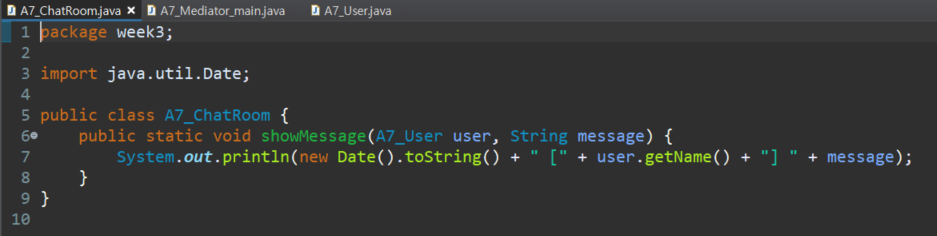 A7_ChatRoom.java A7_Mediator_main.java A7_User.java
1 package week3;
2
3 import java.util.Date;
4
5 public class A7_ChatRoom {
6 public static void showMessage(A7_User user, String message) {
7 System.out.println(new Date().toString() + " [" + user.getName() + "] " + message);
8 }
9 }
10